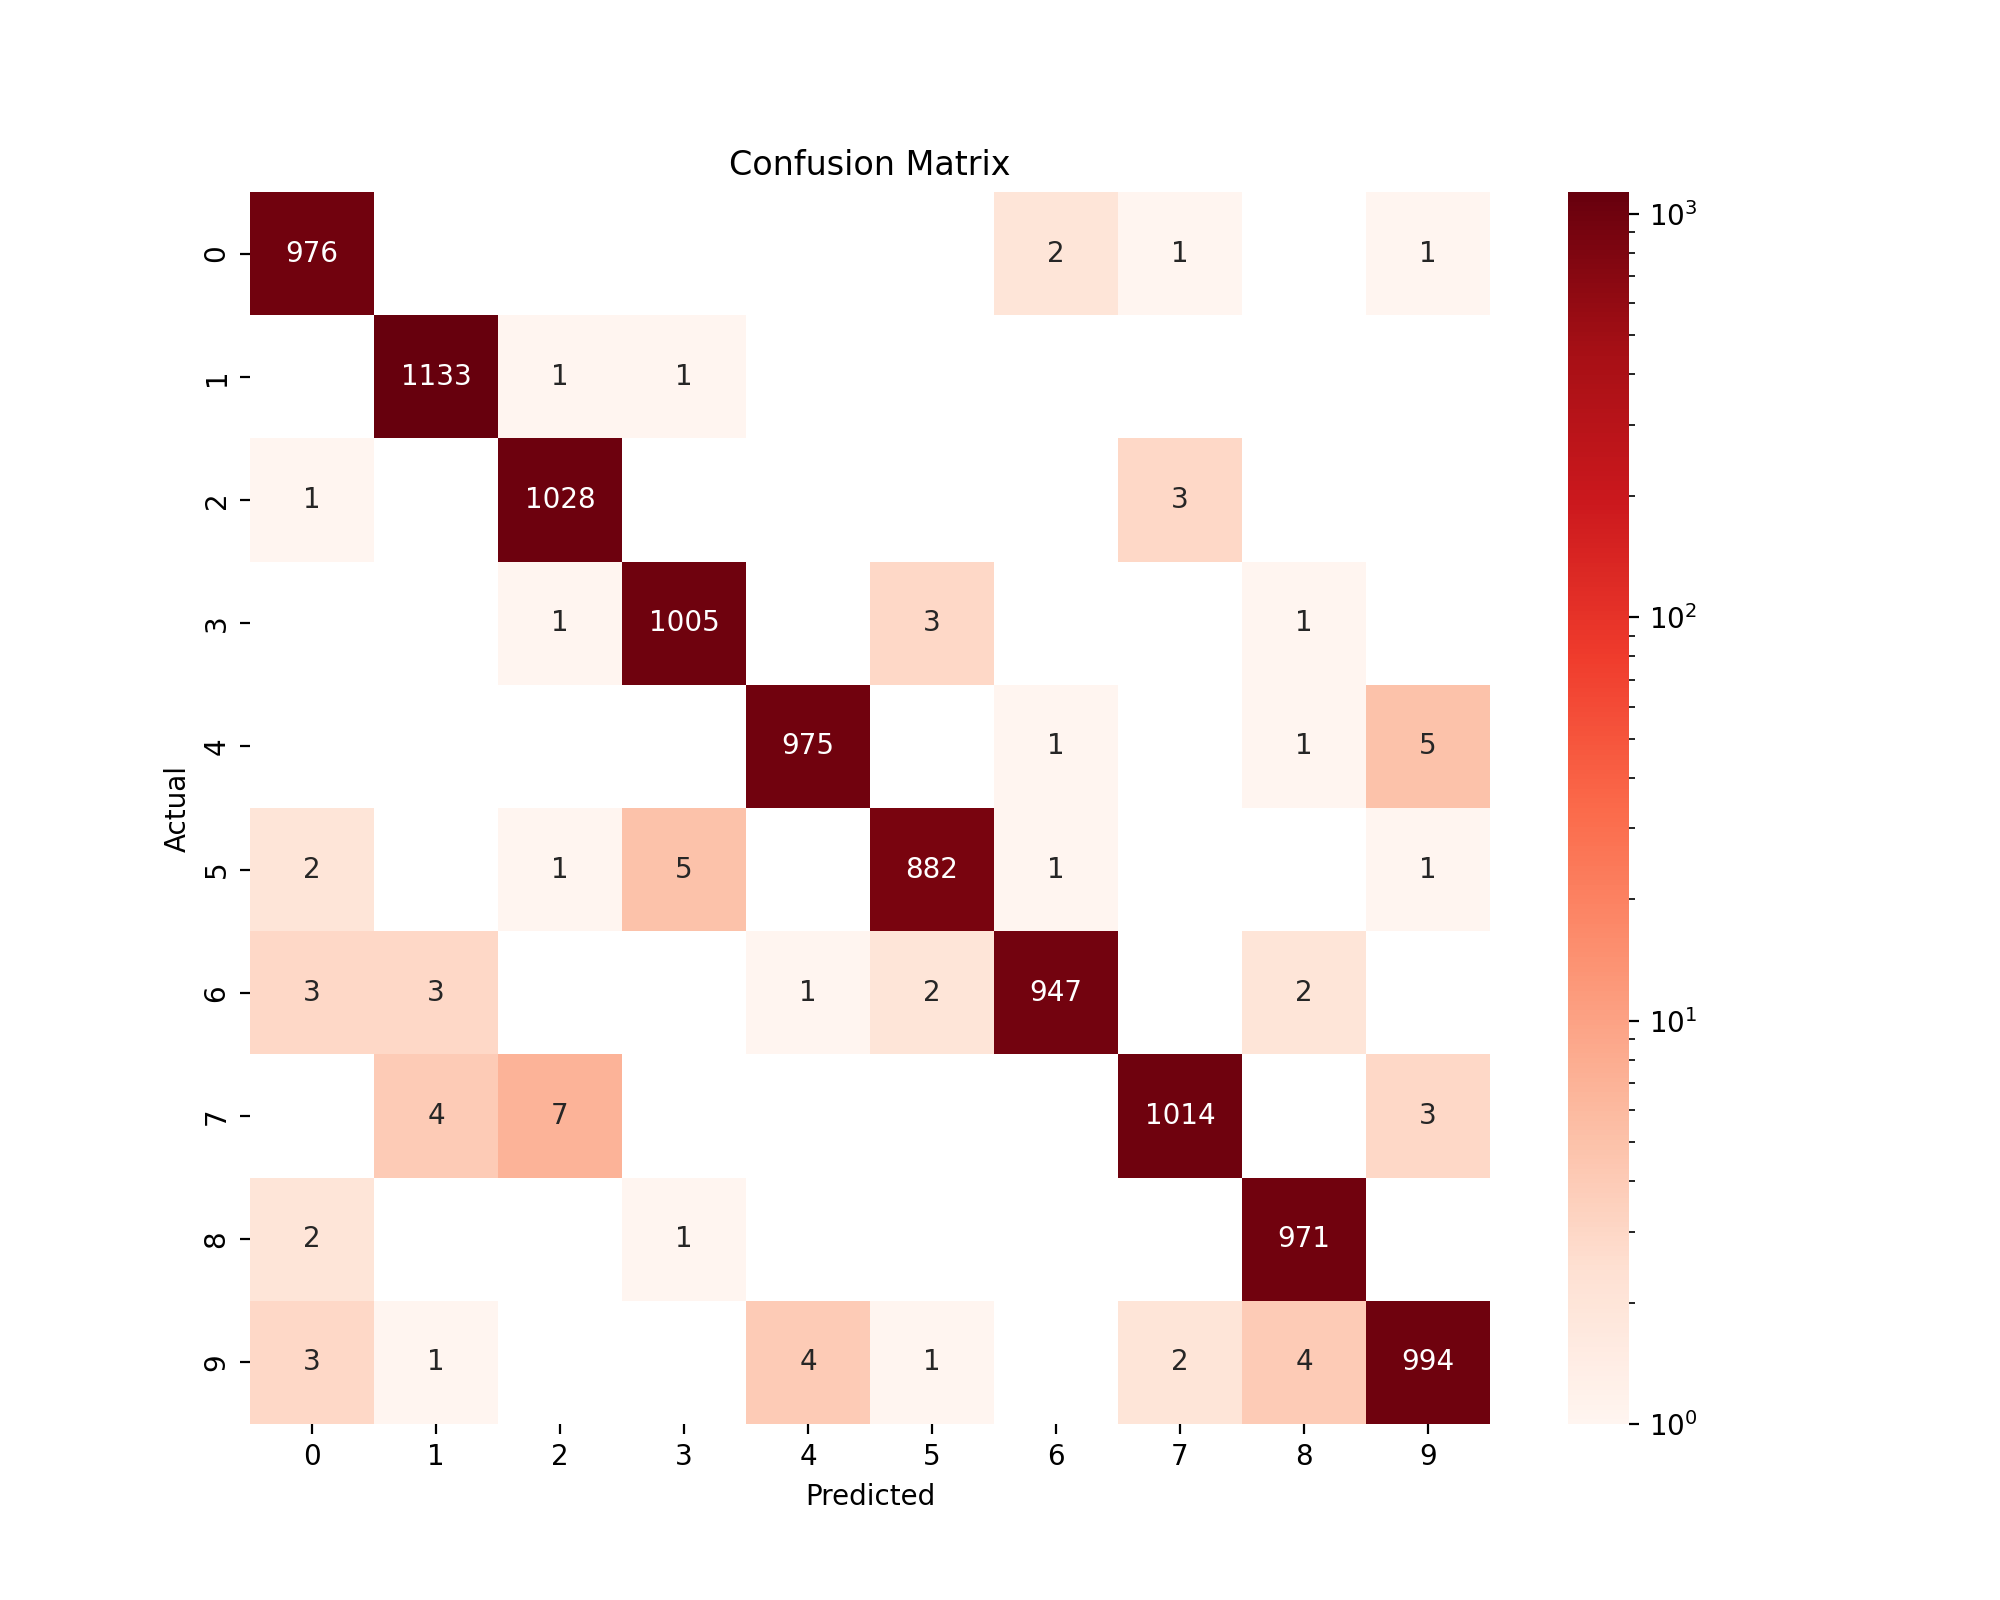 Confusion Matrix
0 976 2 1 1
1 1133 1 1
2 1 1028 3
3 1 1005 3 1
4 975 1 1 5
5 2 1 5 882 1 1
6 3 3 1 2 947 2
7 4 7 1014 3
8 2 1 971
9 3 1 4 1 2 4 994
0 1 2 3 4 5 6 7 8 9
Predicted
Actual
10³
10²
10¹
10⁰